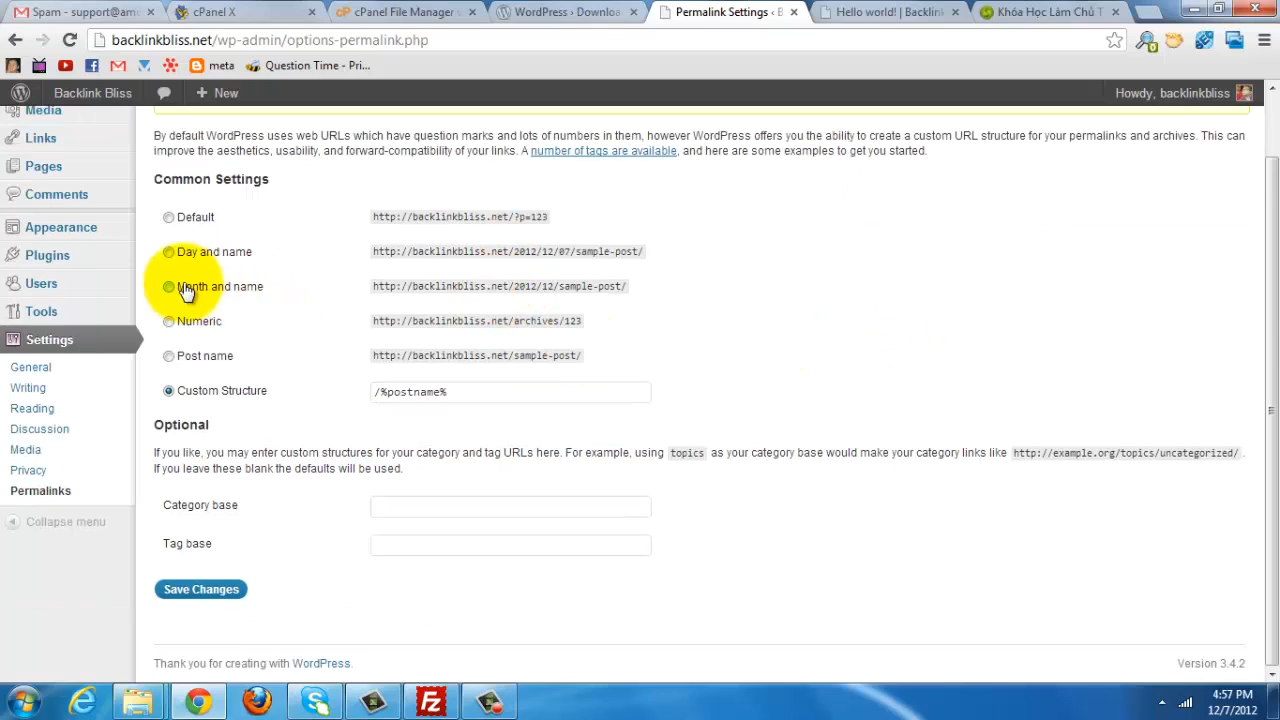 Spam - support@am
cPanel X
cPanel File Manager v
WordPress › Downloa
Permalink Settings ‹ B
Hello world! | Backlink
Khóa Học Làm Chủ T
backlinkbliss.net/wp-admin/options-permalink.php
meta
Question Time - Pri...
Backlink Bliss
+ New
Howdy, backlinkbliss
Media
Links
Pages
Comments
Appearance
Plugins
Users
Tools
Settings
General
Writing
Reading
Discussion
Media
Privacy
Permalinks
Collapse menu
By default WordPress uses web URLs which have question marks and lots of numbers in them, however WordPress offers you the ability to create a custom URL structure for your permalinks and archives. This can
improve the aesthetics, usability, and forward-compatibility of your links. A number of tags are available, and here are some examples to get you started.
Common Settings
Default http://backlinkbliss.net/?p=123
Day and name http://backlinkbliss.net/2012/12/07/sample-post/
Month and name http://backlinkbliss.net/2012/12/sample-post/
Numeric http://backlinkbliss.net/archives/123
Post name http://backlinkbliss.net/sample-post/
Custom Structure /%postname%
Optional
If you like, you may enter custom structures for your category and tag URLs here. For example, using topics as your category base would make your category links like http://example.org/topics/uncategorized/ .
If you leave these blank the defaults will be used.
Category base
Tag base
Save Changes
Thank you for creating with WordPress.
Version 3.4.2
4:57 PM
12/7/2012